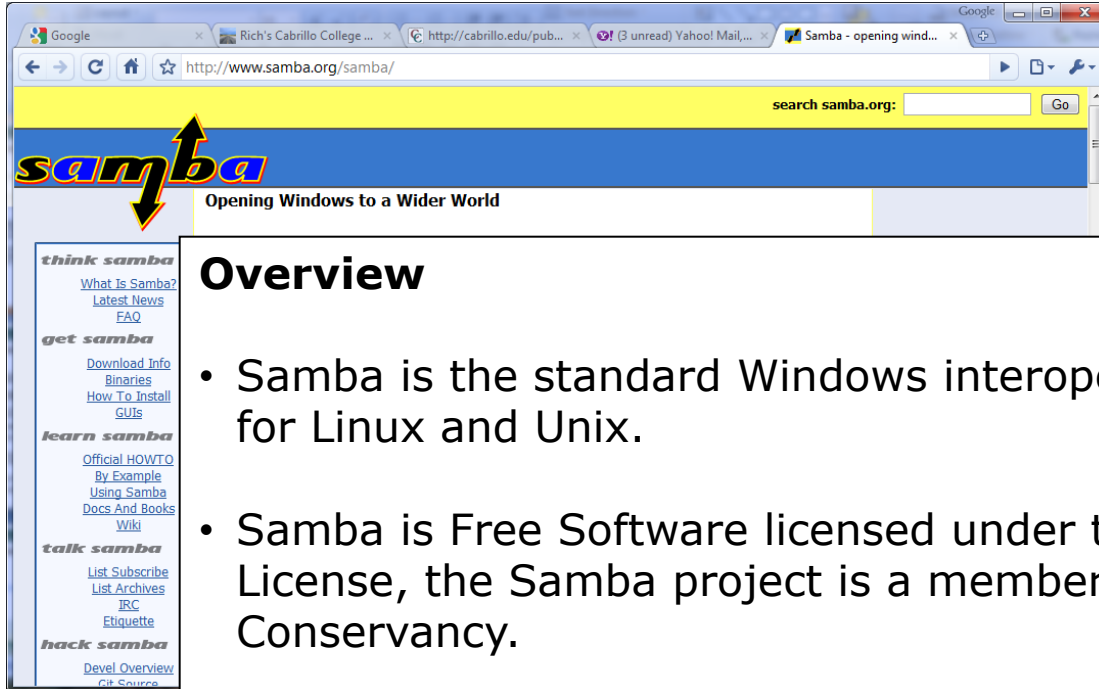 Google
Google
Rich's Cabrillo College ...
http://cabrillo.edu/pub...
(3 unread) Yahoo! Mail,...
Samba - opening wind...
http://www.samba.org/samba/
search samba.org:
Go
samba
Opening Windows to a Wider World
think samba
What Is Samba?
Latest News
FAQ
get samba
Download Info
Binaries
How To Install
GUIs
learn samba
Official HOWTO
By Example
Using Samba
Docs And Books
Wiki
talk samba
List Subscribe
List Archives
IRC
Etiquette
hack samba
Devel Overview
Git Source
Overview
• Samba is the standard Windows interope
for Linux and Unix.
• Samba is Free Software licensed under t
License, the Samba project is a member
Conservancy.